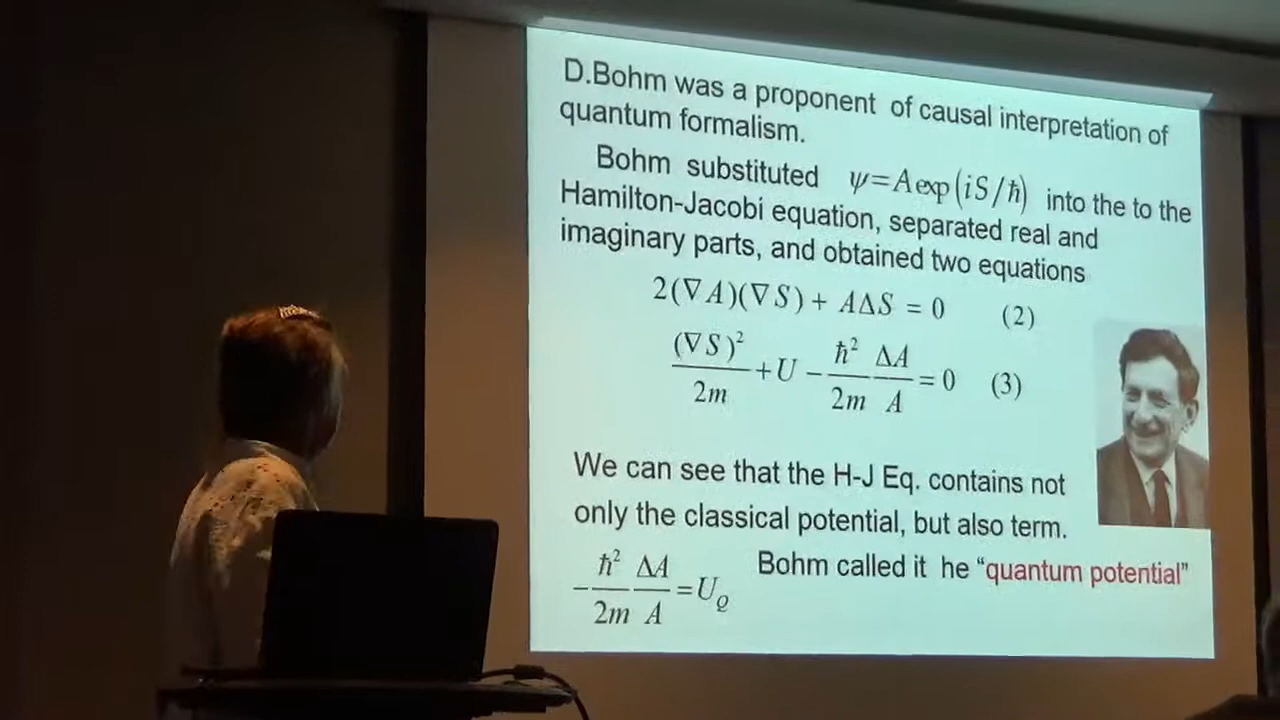 D.Bohm was a proponent of causal interpretation of
quantum formalism.
Bohm substituted ψ=Aexp(iS/ħ) into the to the
Hamilton-Jacobi equation, separated real and
imaginary parts, and obtained two equations
2(∇A)(∇S) + AΔS = 0 (2)
(∇S)²/2m + U − ħ²/2m ΔA/A = 0 (3)
We can see that the H-J Eq. contains not
only the classical potential, but also term.
−ħ²/2m ΔA/A = U_Q Bohm called it he “quantum potential”